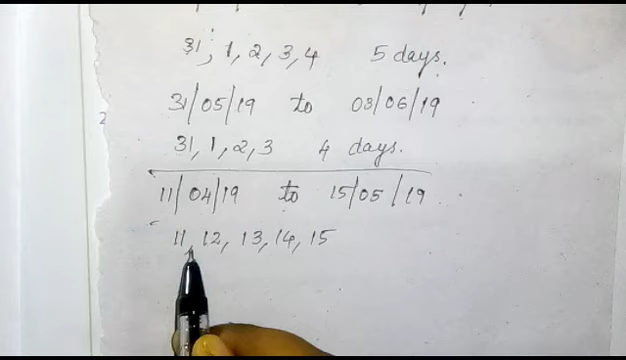 31, 1, 2, 3, 4 5 days.
31/05/19 to 03/06/19
31, 1, 2, 3 4 days.
11/04/19 to 15/05/19
11, 12, 13, 14, 15